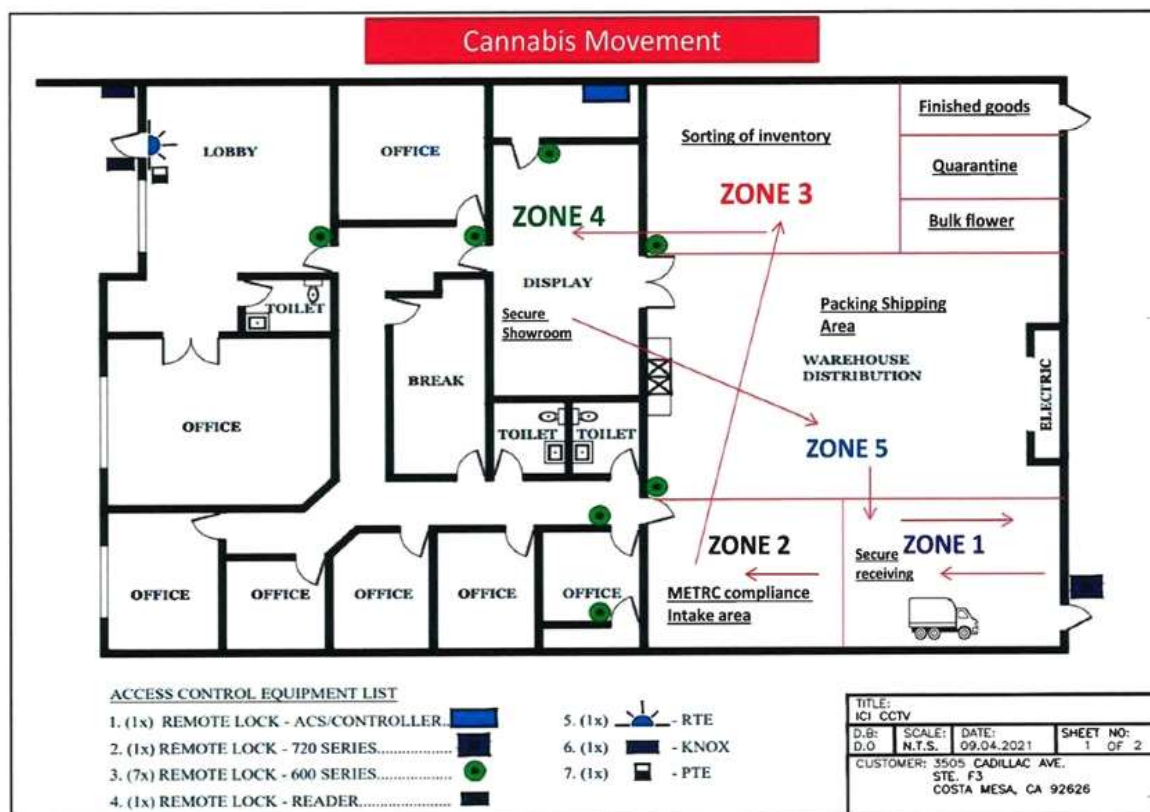 Cannabis Movement
LOBBY
OFFICE
ZONE 4
DISPLAY
Secure
Showroom
Sorting of inventory
ZONE 3
Finished goods
Quarantine
Bulk flower
Packing Shipping
Area
WAREHOUSE
DISTRIBUTION
ELECTRIC
ZONE 5
TOILET
OFFICE
BREAK
TOILET
TOILET
ZONE 2
METRC compliance
Intake area
ZONE 1
Secure
receiving
OFFICE
OFFICE
OFFICE
OFFICE
OFFICE
ACCESS CONTROL EQUIPMENT LIST
1. (1x) REMOTE LOCK - ACS/CONTROLLER..
2. (1x) REMOTE LOCK - 720 SERIES...............
3. (7x) REMOTE LOCK - 600 SERIES...............
4. (1x) REMOTE LOCK - READER...................
5. (1x) - RTE
6. (1x) - KNOX
7. (1x) - PTE
TITLE:
ICI CCTV
D.B: SCALE: DATE: SHEET NO:
D.O N.T.S. 09.04.2021 1 OF 2
CUSTOMER: 3505 CADILLAC AVE.
STE. F3
COSTA MESA, CA 92626